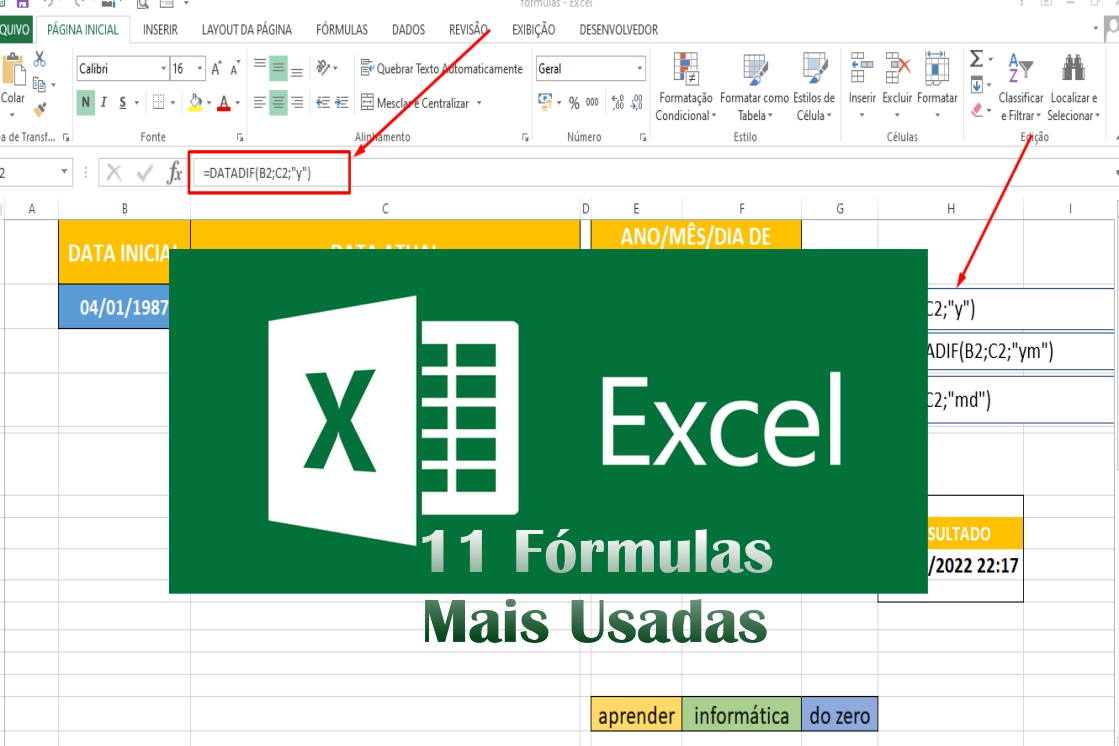 formulas - Excel
QUIVO PÁGINA INICIAL INSERIR LAYOUT DA PÁGINA FÓRMULAS DADOS REVISÃO EXIBIÇÃO DESENVOLVEDOR
Calibri 16 A A Quebrar Texto Automaticamente Geral
Colar N I S A Mesclar e Centralizar % 000 ,00 ,00
Formatação Condicional Formatar como Tabela Estilos de Célula Inserir Excluir Formatar Classificar e Filtrar Localizar e Selecionar
a de Transf... Fonte Alinhamento Número Estilo Células Edição
2 fx =DATADIF(B2;C2;"y")
A B C D E F G H I
DATA INICIAL DATA ATUAL ANO/MÊS/DIA DE
04/01/1987
C2;"y")
ADIF(B2;C2;"ym")
C2;"md")
X Excel
SULTADO
/2022 22:17
11 Fórmulas
Mais Usadas
aprender informática do zero